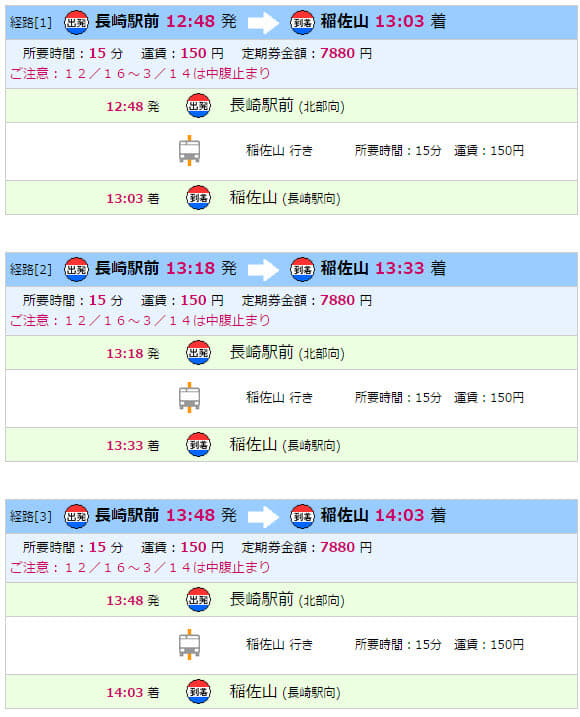 経路[1] 出発 長崎駅前 12:48 発 到着 稲佐山 13:03 着
所要時間：15 分 運賃：150 円 定期券金額：7880 円
ご注意：１２／１６～３／１４は中腹止まり
12:48 発 出発 長崎駅前 (北部向)
稲佐山 行き 所要時間：15分 運賃：150円
13:03 着 到着 稲佐山 (長崎駅向)
経路[2] 出発 長崎駅前 13:18 発 到着 稲佐山 13:33 着
所要時間：15 分 運賃：150 円 定期券金額：7880 円
ご注意：１２／１６～３／１４は中腹止まり
13:18 発 出発 長崎駅前 (北部向)
稲佐山 行き 所要時間：15分 運賃：150円
13:33 着 到着 稲佐山 (長崎駅向)
経路[3] 出発 長崎駅前 13:48 発 到着 稲佐山 14:03 着
所要時間：15 分 運賃：150 円 定期券金額：7880 円
ご注意：１２／１６～３／１４は中腹止まり
13:48 発 出発 長崎駅前 (北部向)
稲佐山 行き 所要時間：15分 運賃：150円
14:03 着 到着 稲佐山 (長崎駅向)